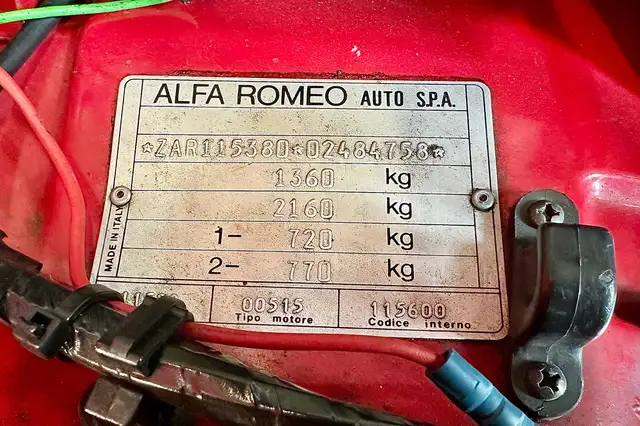 ALFA ROMEO AUTO S.P.A.
*ZAR115380*02484758*
1360 kg
2160 kg
1- 720 kg
2- 770 kg
MADE IN ITALY
00515 115600
Tipo motore Codice interno